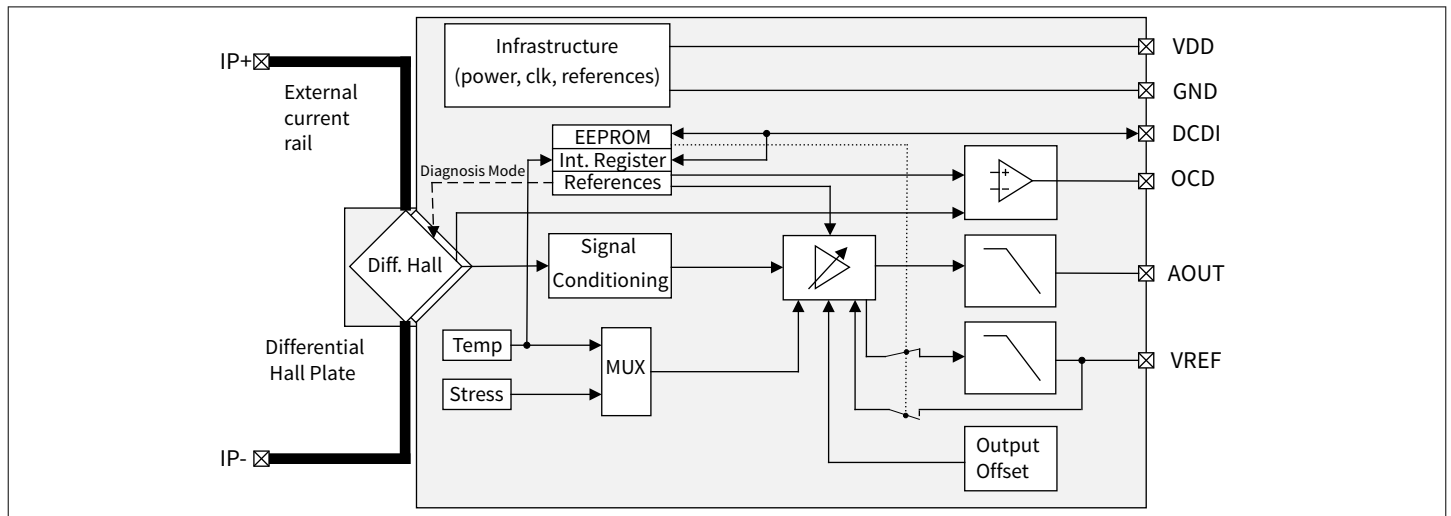 Infrastructure
(power, clk, references)
VDD
GND
IP+
External
current
rail
EEPROM
DCDI
Int. Register
Diagnosis Mode
References
OCD
+
-
Diff. Hall
Signal
Conditioning
AOUT
Differential
Hall Plate
Temp
MUX
VREF
Stress
Output
Offset
IP-